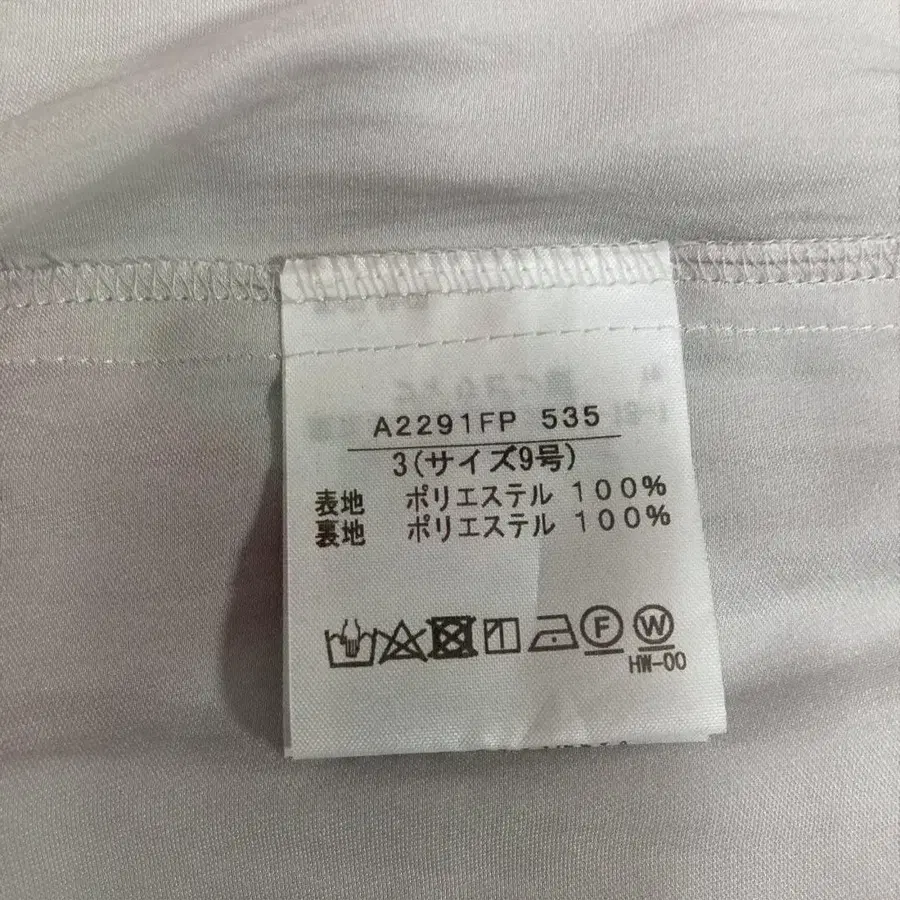 A2291FP 535
3(サイズ9号)
表地 ポリエステル 100%
裏地 ポリエステル 100%
F W
HW-00